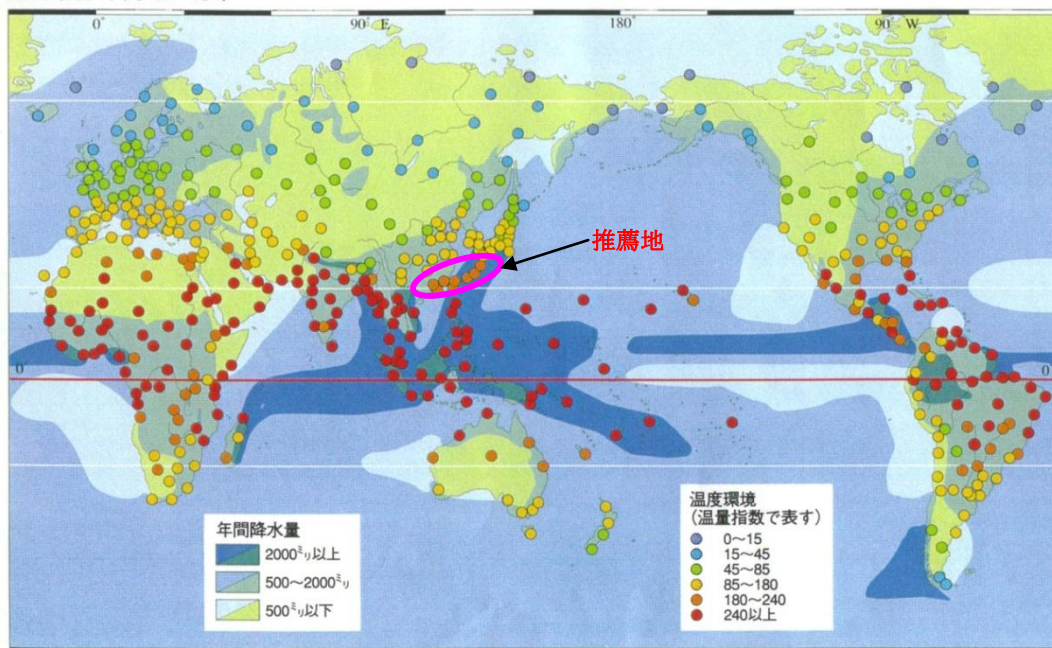 0° 90° E 180° 90° W
推薦地
0° 0
年間降水量
2000ミリ以上
500〜2000ミリ
500ミリ以下
温度環境
(温量指数で表す)
0〜15
15〜45
45〜85
85〜180
180〜240
240以上